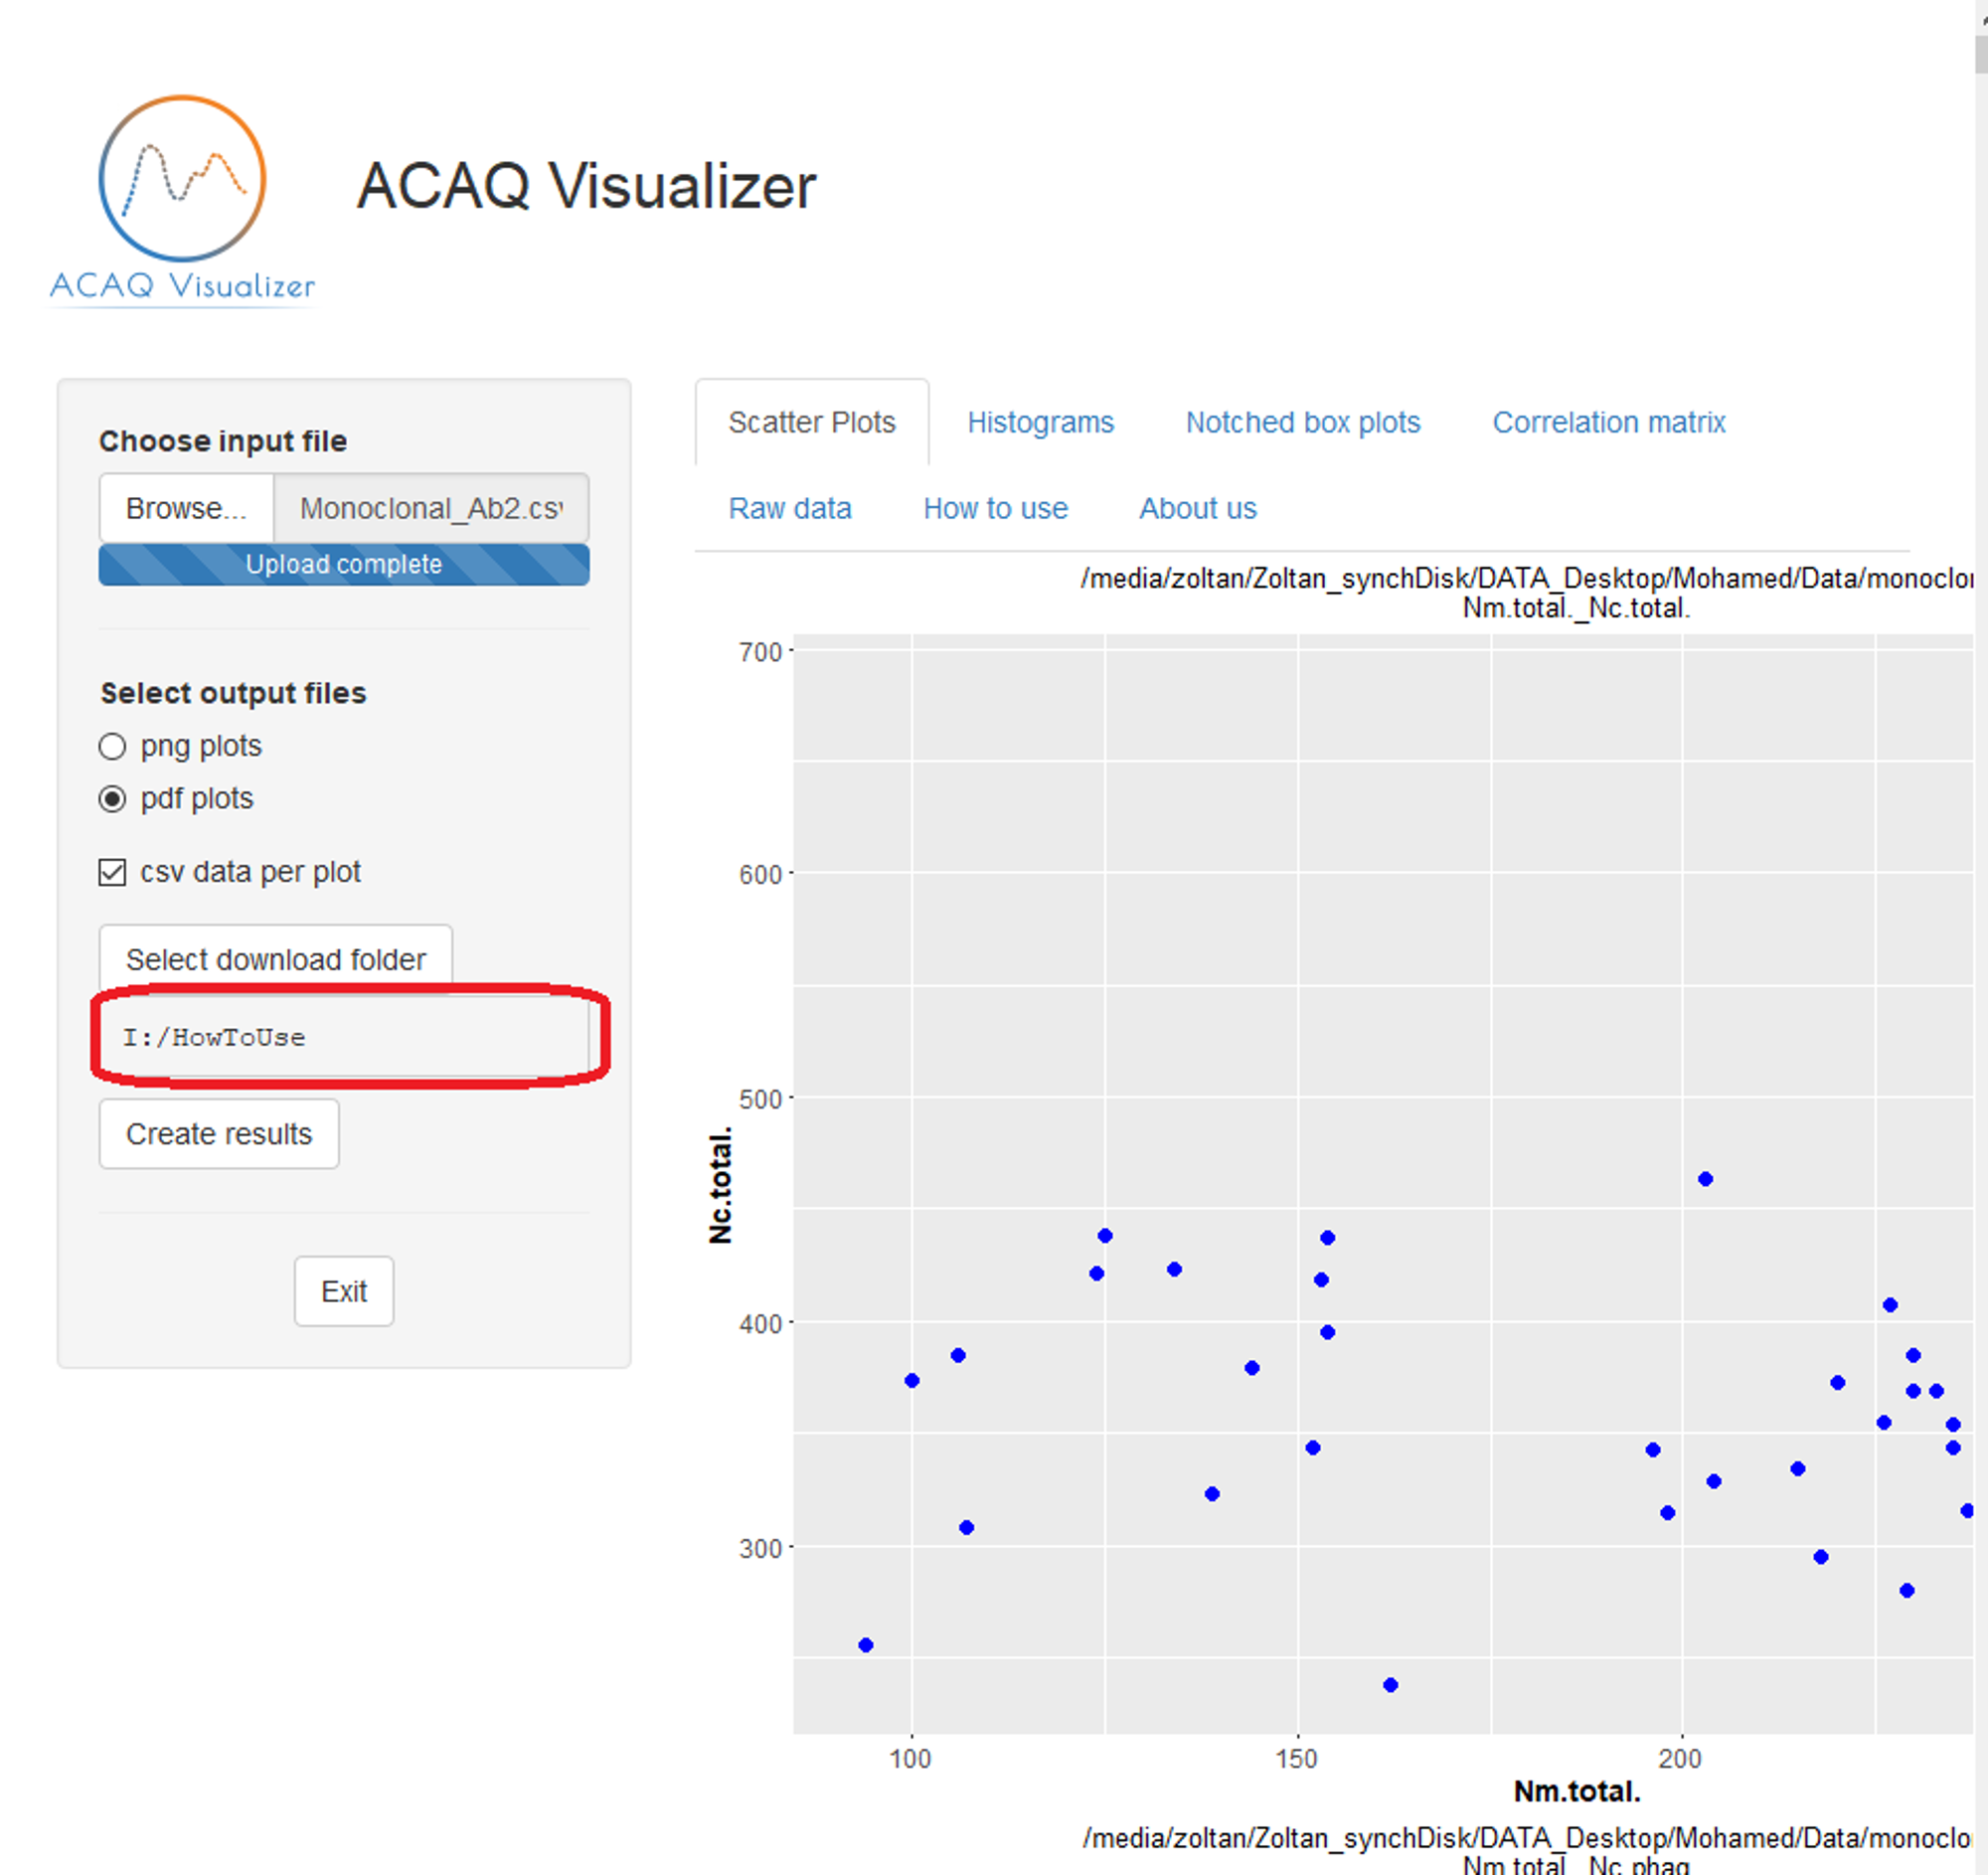 ACAQ Visualizer
ACAQ Visualizer
Choose input file
Browse... Monoclonal_Ab2.csv
Upload complete
Select output files
png plots
pdf plots
csv data per plot
Select download folder
I:/HowToUse
Create results
Exit
Scatter Plots Histograms Notched box plots Correlation matrix
Raw data How to use About us
/media/zoltan/Zoltan_synchDisk/DATA_Desktop/Mohamed/Data/monoclon
Nm.total._Nc.total.
700
600
500
400
300
Nc.total.
100 150 200
Nm.total.
/media/zoltan/Zoltan_synchDisk/DATA_Desktop/Mohamed/Data/monoclo
Nm.total._Nc.phag